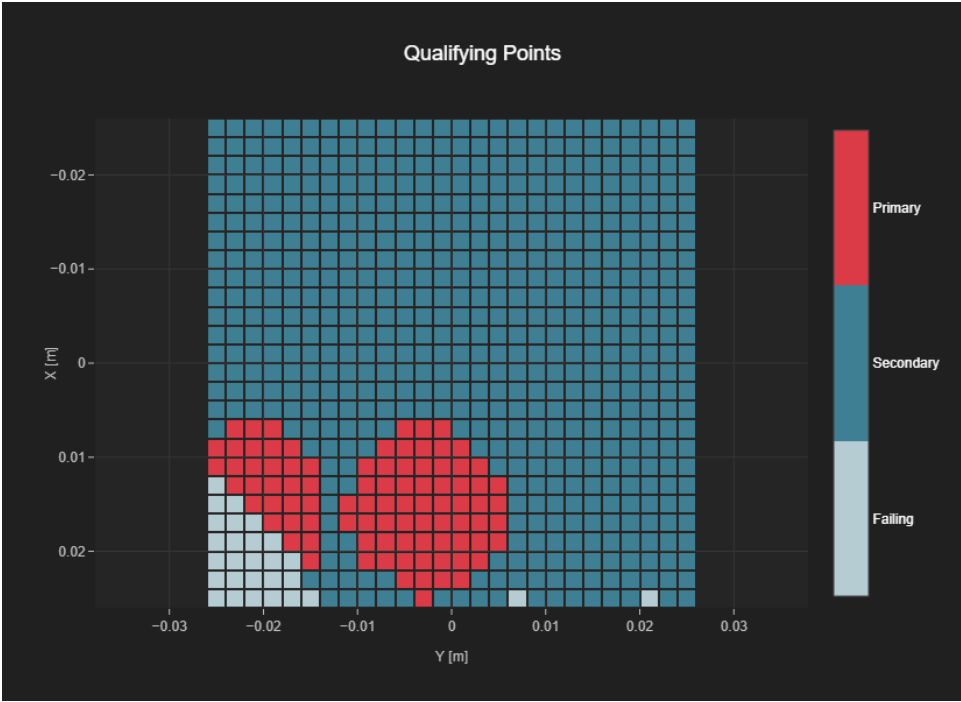 Qualifying Points
−0.02
−0.01
0
0.01
0.02
X [m]
−0.03
−0.02
−0.01
0
0.01
0.02
0.03
Y [m]
Primary
Secondary
Failing